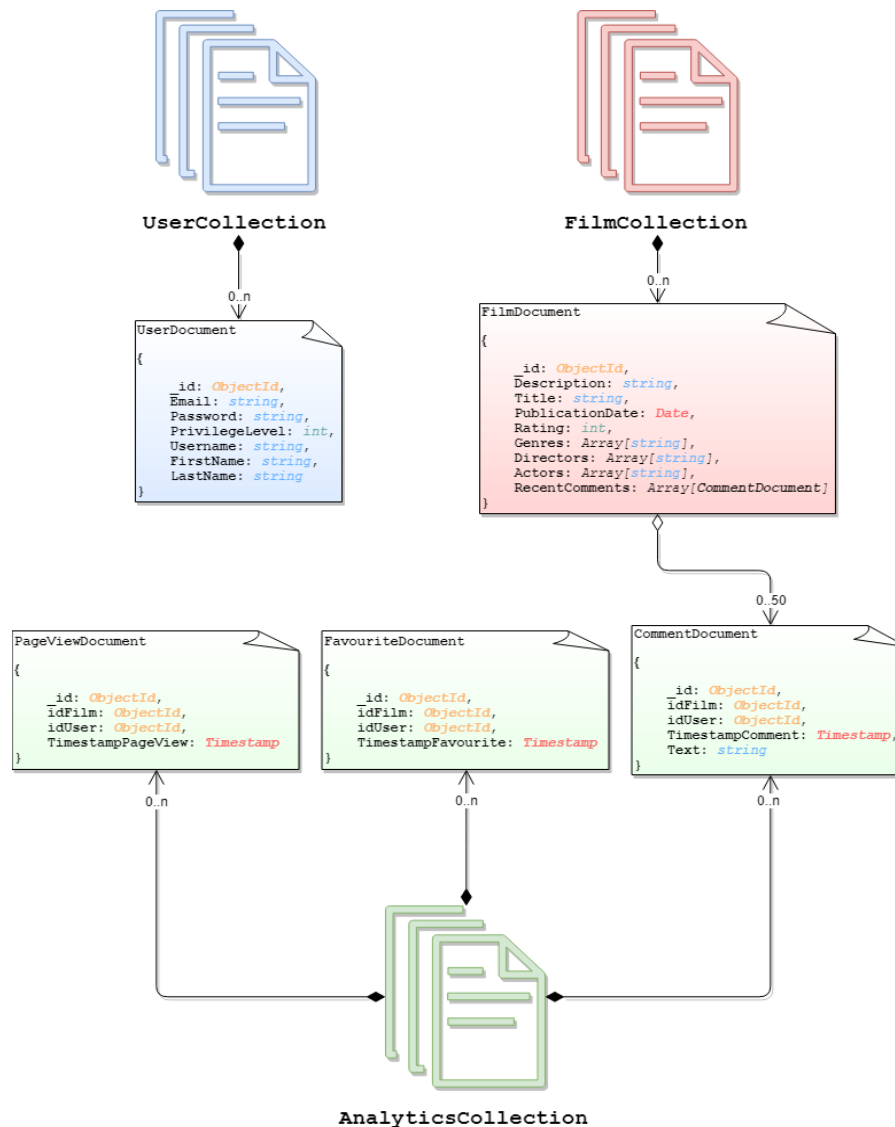 UserCollection
FilmCollection
0..n
0..n
UserDocument
{
_id: ObjectId,
Email: string,
Password: string,
PrivilegeLevel: int,
Username: string,
FirstName: string,
LastName: string
}
FilmDocument
{
_id: ObjectId,
Description: string,
Title: string,
PublicationDate: Date,
Rating: int,
Genres: Array[string],
Directors: Array[string],
Actors: Array[string],
RecentComments: Array[CommentDocument]
}
0..50
PageViewDocument
{
_id: ObjectId,
idFilm: ObjectId,
idUser: ObjectId,
TimestampPageView: Timestamp
}
FavouriteDocument
{
_id: ObjectId,
idFilm: ObjectId,
idUser: ObjectId,
TimestampFavourite: Timestamp
}
CommentDocument
{
_id: ObjectId,
idFilm: ObjectId,
idUser: ObjectId,
TimestampComment: Timestamp,
Text: string
}
0..n
0..n
0..n
AnalyticsCollection